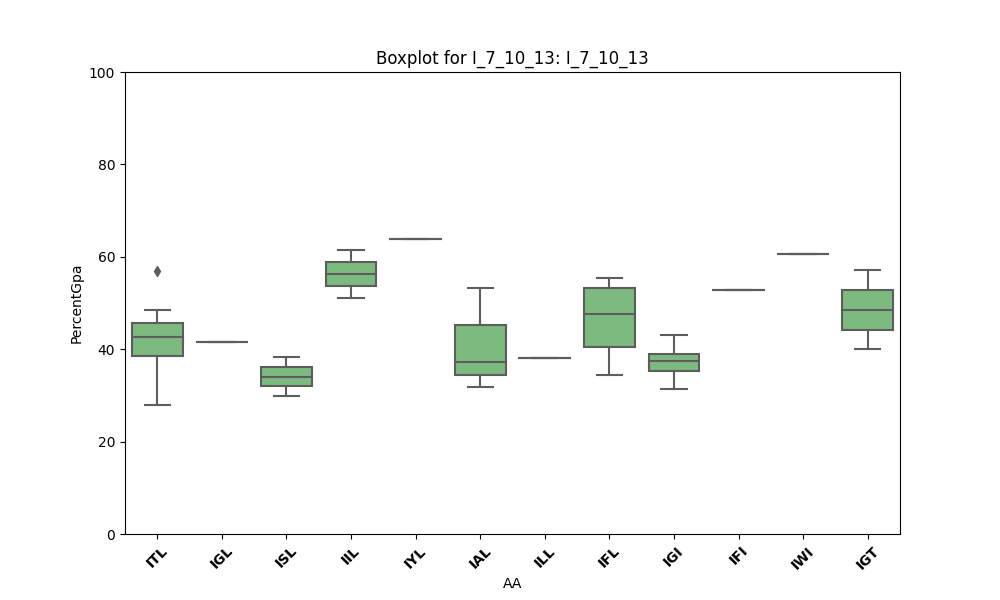 Boxplot for I_7_10_13: I_7_10_13
PercentGpa
100
80
60
40
20
0
ITL IGL ISL IIL IYL IAL ILL IFL IGI IFI IWI IGT
AA